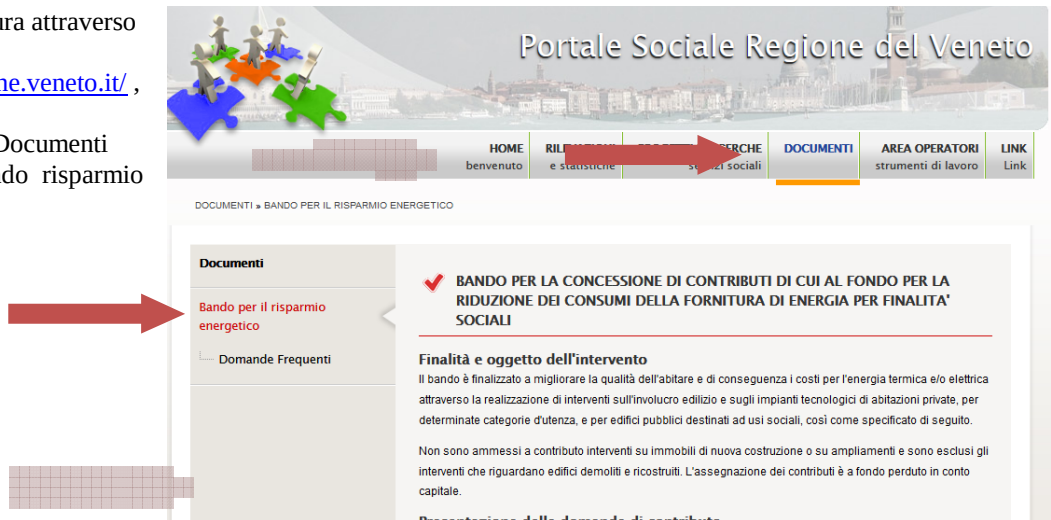 ura attraverso
ne.veneto.it/ ,
Documenti
do risparmio
Portale Sociale Regione del Veneto
HOME
benvenuto
e statistiche
sociali
DOCUMENTI
AREA OPERATORI
strumenti di lavoro
LINK
Link
DOCUMENTI » BANDO PER IL RISPARMIO ENERGETICO
Documenti
Bando per il risparmio
energetico
Domande Frequenti
BANDO PER LA CONCESSIONE DI CONTRIBUTI DI CUI AL FONDO PER LA
RIDUZIONE DEI CONSUMI DELLA FORNITURA DI ENERGIA PER FINALITA'
SOCIALI
Finalità e oggetto dell'intervento
Il bando è finalizzato a migliorare la qualità dell'abitare e di conseguenza i costi per l'energia termica e/o elettrica
attraverso la realizzazione di interventi sull'involucro edilizio e sugli impianti tecnologici di abitazioni private, per
determinate categorie d'utenza, e per edifici pubblici destinati ad usi sociali, così come specificato di seguito.
Non sono ammessi a contributo interventi su immobili di nuova costruzione o su ampliamenti e sono esclusi gli
interventi che riguardano edifici demoliti e ricostruiti. L'assegnazione dei contributi è a fondo perduto in conto
capitale.